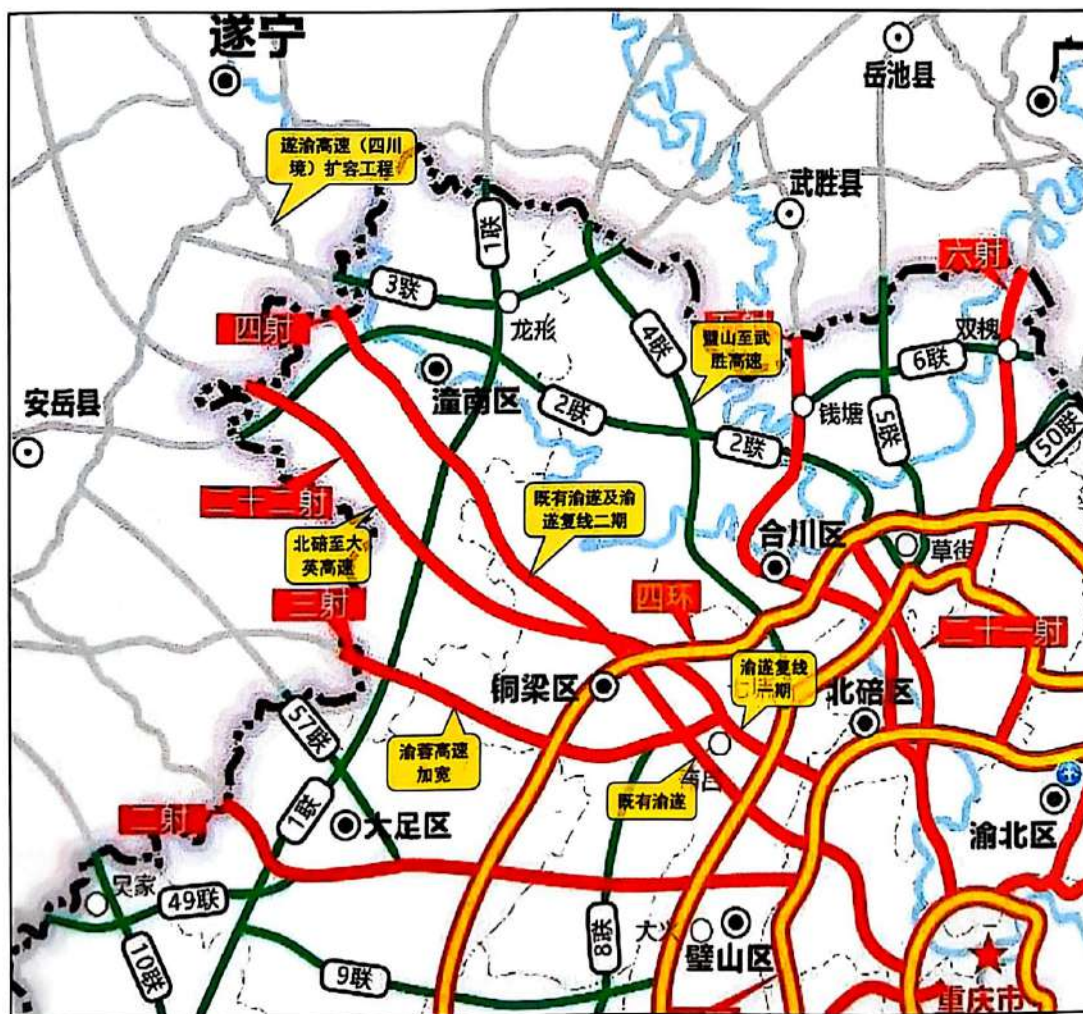 遂宁
岳池县
遂渝高速（四川
境）扩容工程
武胜县
1联
六射
3联
四射
龙形
4联
璧山至武
胜高速
双槐
6联
安岳县
潼南区
2联
钱塘
5联
2联
50联
二十二射
既有渝遂及渝
遂复线二期
北碚至大
英高速
合川区
草街
三射
四环
二十一射
铜梁区
渝遂复线
一期
北碚区
57联
渝蓉高速
加宽
既有渝遂
二射
1联
大足区
渝北区
49联
8联
璧山区
10联
9联
重庆市